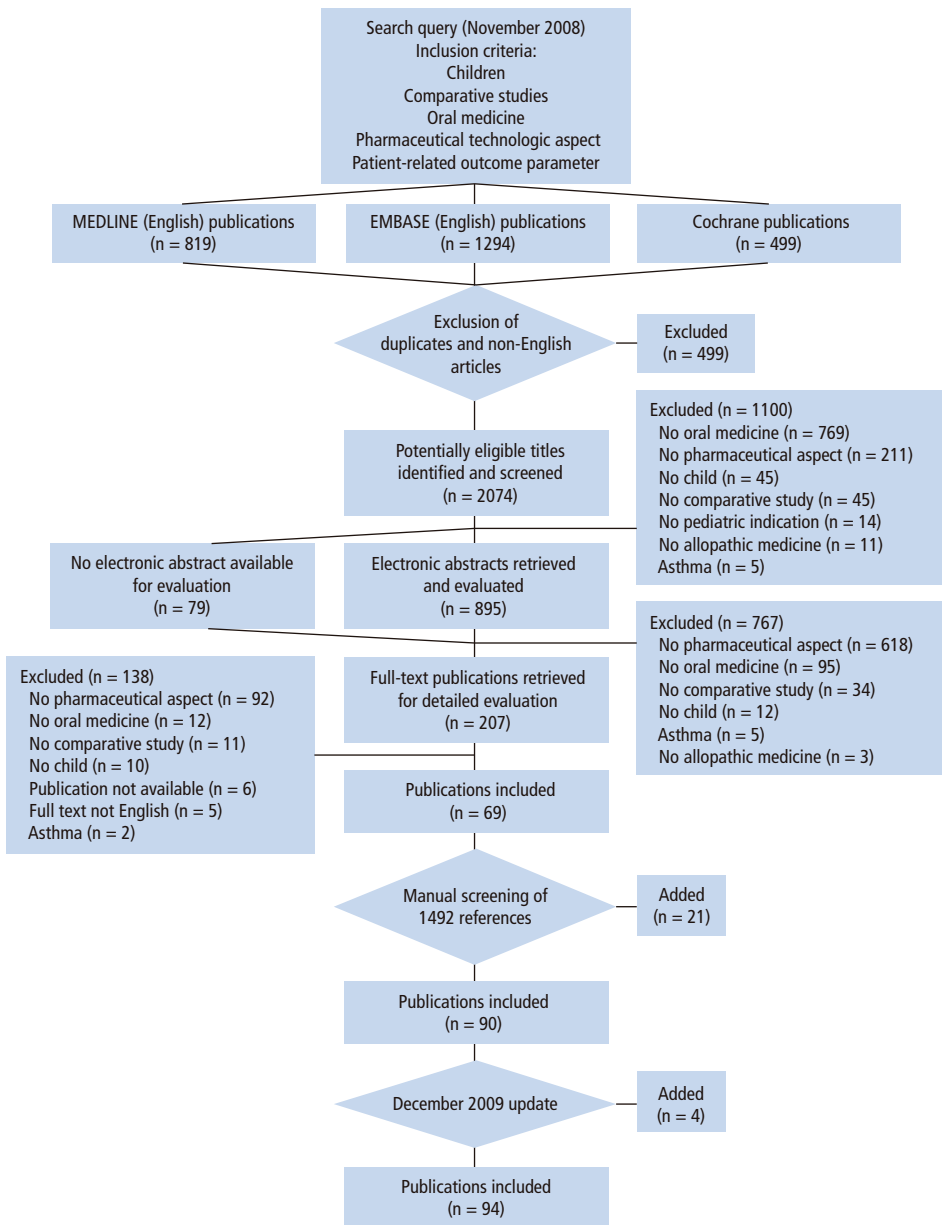 Search query (November 2008)
Inclusion criteria:
Children
Comparative studies
Oral medicine
Pharmaceutical technologic aspect
Patient-related outcome parameter
MEDLINE (English) publications
(n = 819)
EMBASE (English) publications
(n = 1294)
Cochrane publications
(n = 499)
Exclusion of
duplicates and non-English
articles
Excluded
(n = 499)
Potentially eligible titles
identified and screened
(n = 2074)
Excluded (n = 1100)
No oral medicine (n = 769)
No pharmaceutical aspect (n = 211)
No child (n = 45)
No comparative study (n = 45)
No pediatric indication (n = 14)
No allopathic medicine (n = 11)
Asthma (n = 5)
No electronic abstract available
for evaluation
(n = 79)
Electronic abstracts retrieved
and evaluated
(n = 895)
Excluded (n = 767)
No pharmaceutical aspect (n = 618)
No oral medicine (n = 95)
No comparative study (n = 34)
No child (n = 12)
Asthma (n = 5)
No allopathic medicine (n = 3)
Full-text publications retrieved
for detailed evaluation
(n = 207)
Excluded (n = 138)
No pharmaceutical aspect (n = 92)
No oral medicine (n = 12)
No comparative study (n = 11)
No child (n = 10)
Publication not available (n = 6)
Full text not English (n = 5)
Asthma (n = 2)
Publications included
(n = 69)
Manual screening of
1492 references
Added
(n = 21)
Publications included
(n = 90)
December 2009 update
Added
(n = 4)
Publications included
(n = 94)